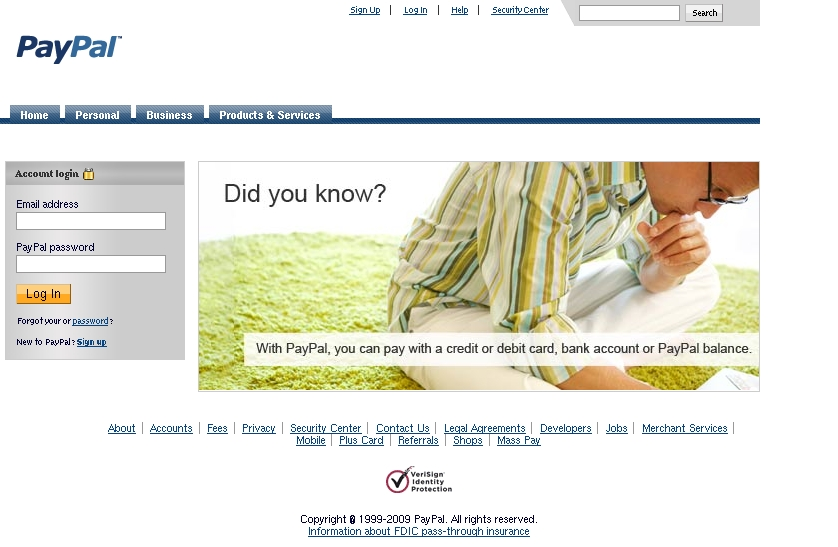 Sign Up | Log In | Help | Security Center Search
PayPal™
Home Personal Business Products & Services
Account login
Did you know?
Email address
PayPal password
Log In
Forgot your or password?
New to PayPal? Sign up
With PayPal, you can pay with a credit or debit card, bank account or PayPal balance.
About | Accounts | Fees | Privacy | Security Center | Contact Us | Legal Agreements | Developers | Jobs | Merchant Services |
Mobile | Plus Card | Referrals | Shops | Mass Pay
VeriSign
Identity
Protection
Copyright � 1999-2009 PayPal. All rights reserved.
Information about FDIC pass-through insurance